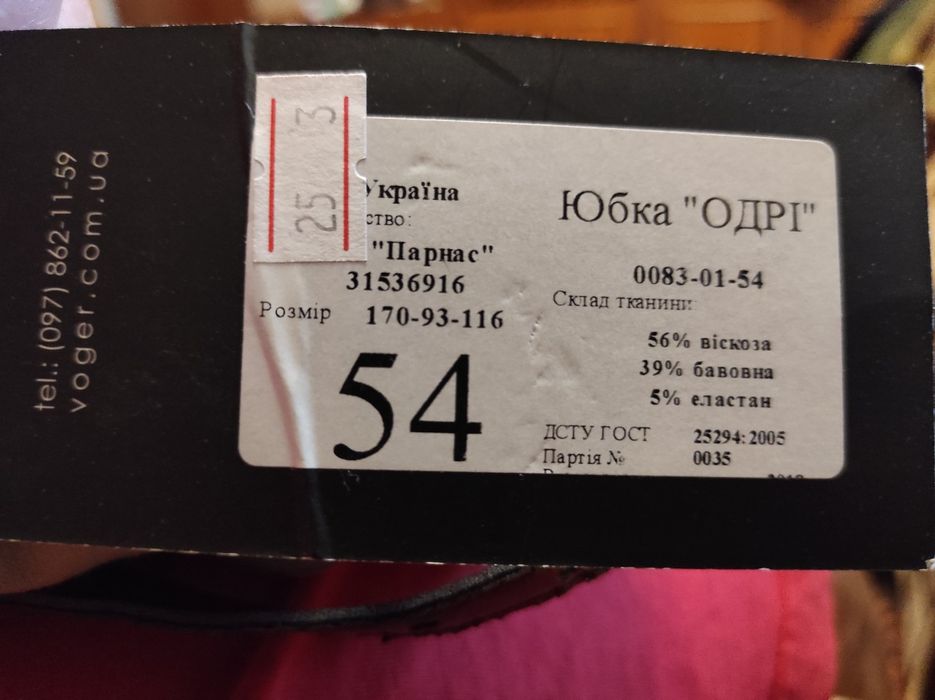 tel.: (097) 862-11-59
voger.com.ua
25 13
Україна
ство:
"Парнас"
31536916
Розмір 170-93-116
54
Юбка "ОДРІ"
0083-01-54
Склад тканини:
56% віскоза
39% бавовна
5% еластан
ДСТУ ГОСТ 25294:2005
Партія № 0035